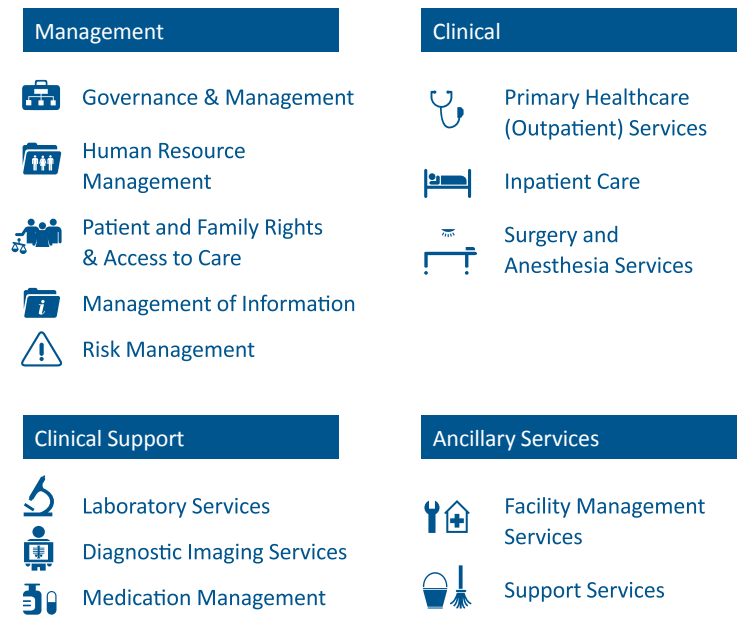 Management
Governance & Management
Human Resource
Management
Patient and Family Rights
& Access to Care
Management of Information
Risk Management
Clinical
Primary Healthcare
(Outpatient) Services
Inpatient Care
Surgery and
Anesthesia Services
Clinical Support
Laboratory Services
Diagnostic Imaging Services
Medication Management
Ancillary Services
Facility Management
Services
Support Services